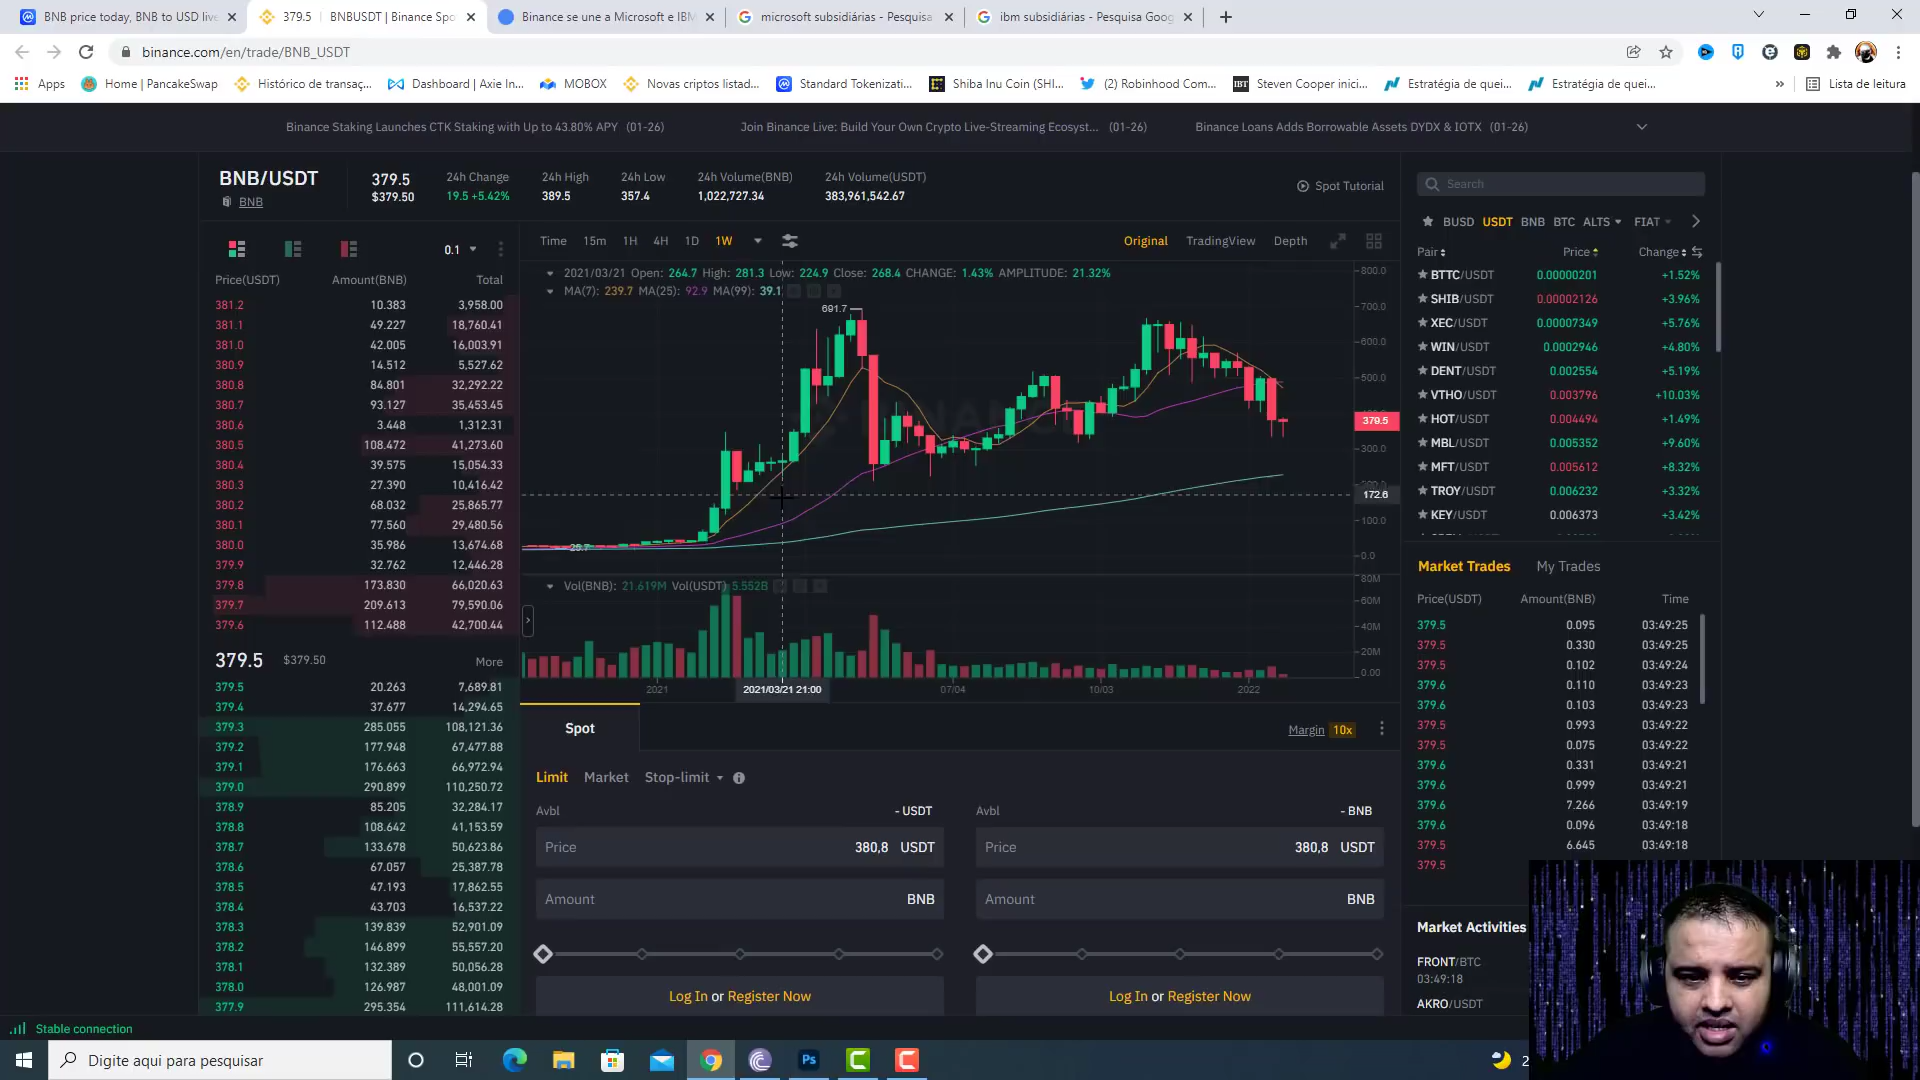 BNB price today, BNB to USD live
379.5 | BNBUSDT | Binance Spo
Binance se une a Microsoft e IBM
microsoft subsidiárias - Pesquisa
ibm subsidiárias - Pesquisa Goog
binance.com/en/trade/BNB_USDT
Apps
Home | PancakeSwap
Histórico de transaç...
Dashboard | Axie In...
MOBOX
Novas criptos listad...
Standard Tokenizati...
Shiba Inu Coin (SHI...
(2) Robinhood Com...
IBT
Steven Cooper inici...
Estratégia de quei...
Estratégia de quei...
»
Lista de leitura
Binance Staking Launches CTK Staking with Up to 43.80% APY (01-26)
Join Binance Live: Build Your Own Crypto Live-Streaming Ecosyst... (01-26)
Binance Loans Adds Borrowable Assets DYDX & IOTX (01-26)
BNB/USDT
BNB
379.5
$379.50
24h Change
19.5 +5.42%
24h High
389.5
24h Low
357.4
24h Volume(BNB)
1,022,727.34
24h Volume(USDT)
383,961,542.67
Spot Tutorial
0.1
Price(USDT) Amount(BNB) Total
381.2 10.383 3,958.00
381.1 49.227 18,760.41
381.0 42.005 16,003.91
380.9 14.512 5,527.62
380.8 84.801 32,292.22
380.7 93.127 35,453.45
380.6 3.448 1,312.31
380.5 108.472 41,273.60
380.4 39.575 15,054.33
380.3 27.390 10,416.42
380.2 68.032 25,865.77
380.1 77.560 29,480.56
380.0 35.986 13,674.68
379.9 32.762 12,446.28
379.8 173.830 66,020.63
379.7 209.613 79,590.06
379.6 112.488 42,700.44
379.5 $379.50 More
379.5 20.263 7,689.81
379.4 37.677 14,294.65
379.3 285.055 108,121.36
379.2 177.948 67,477.88
379.1 176.663 66,972.94
379.0 290.899 110,250.72
378.9 85.205 32,284.17
378.8 108.642 41,153.59
378.7 133.678 50,623.86
378.6 67.057 25,387.78
378.5 47.193 17,862.55
378.4 43.703 16,537.22
378.3 139.839 52,901.09
378.2 146.899 55,557.20
378.1 132.389 50,056.28
378.0 126.987 48,001.09
377.9 295.354 111,614.28
Time 15m 1H 4H 1D 1W
Original TradingView Depth
2021/03/21 Open: 264.7 High: 281.3 Low: 224.9 Close: 268.4 CHANGE: 1.43% AMPLITUDE: 21.32%
MA(7): 239.7 MA(25): 92.9 MA(99): 39.1
691.7
800.0
700.0
600.0
500.0
379.5
300.0
172.6
100.0
0.0
Vol(BNB): 21.619M Vol(USDT) 5.552B
80M
60M
40M
20M
0.00
2021
2021/03/21 21:00
07/04
10/03
2022
Spot
Margin 10x
Limit Market Stop-limit
Avbl - USDT
Price 380,8 USDT
Amount BNB
Log In or Register Now
Avbl - BNB
Price 380,8 USDT
Amount BNB
Log In or Register Now
Search
BUSD USDT BNB BTC ALTS FIAT
Pair Price Change
BTTC/USDT 0.00000201 +1.52%
SHIB/USDT 0.00002126 +3.96%
XEC/USDT 0.00007349 +5.76%
WIN/USDT 0.0002946 +4.80%
DENT/USDT 0.002554 +5.19%
VTHO/USDT 0.003796 +10.03%
HOT/USDT 0.004494 +1.49%
MBL/USDT 0.005352 +9.60%
MFT/USDT 0.005612 +8.32%
TROY/USDT 0.006232 +3.32%
KEY/USDT 0.006373 +3.42%
Market Trades My Trades
Price(USDT) Amount(BNB) Time
379.5 0.095 03:49:25
379.5 0.330 03:49:25
379.5 0.102 03:49:24
379.6 0.110 03:49:23
379.6 0.103 03:49:23
379.5 0.993 03:49:22
379.5 0.075 03:49:22
379.6 0.331 03:49:21
379.6 0.999 03:49:21
379.6 7.266 03:49:19
379.6 0.096 03:49:18
379.5 6.645 03:49:18
379.5
Market Activities
FRONT/BTC
03:49:18
AKRO/USDT
Stable connection
Digite aqui para pesquisar
Ps
2